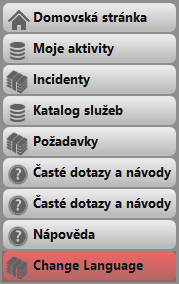 Domovská stránka
Moje aktivity
Incidenty
Katalog služeb
Požadavky
Časté dotazy a návody
Časté dotazy a návody
Nápověda
Change Language